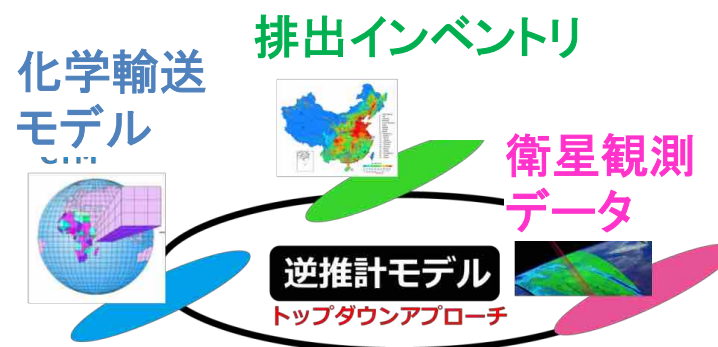 排出インベントリ
化学輸送
モデル
衛星観測
データ
逆推計モデル
トップダウンアプローチ